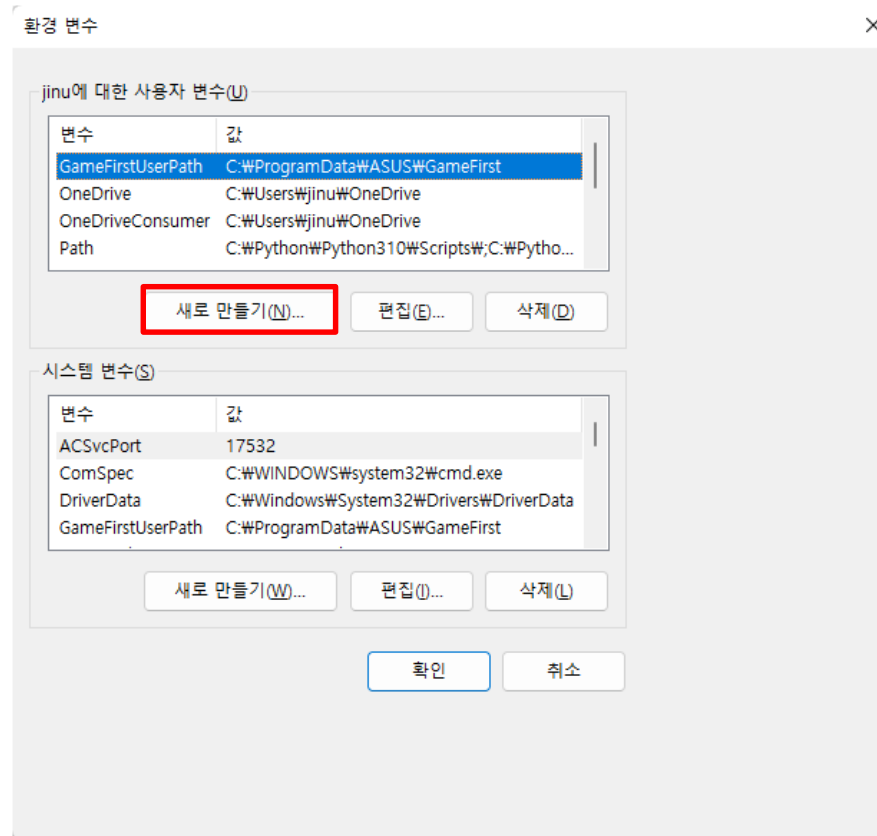 환경 변수
jinu에 대한 사용자 변수(U)
변수 값
GameFirstUserPath C:₩ProgramData₩ASUS₩GameFirst
OneDrive C:₩Users₩jinu₩OneDrive
OneDriveConsumer C:₩Users₩jinu₩OneDrive
Path C:₩Python₩Python310₩Scripts₩;C:₩Pytho...
새로 만들기(N)... 편집(E)... 삭제(D)
시스템 변수(S)
변수 값
ACSvcPort 17532
ComSpec C:₩WINDOWS₩system32₩cmd.exe
DriverData C:₩Windows₩System32₩Drivers₩DriverData
GameFirstUserPath C:₩ProgramData₩ASUS₩GameFirst
새로 만들기(W)... 편집(I)... 삭제(L)
확인 취소